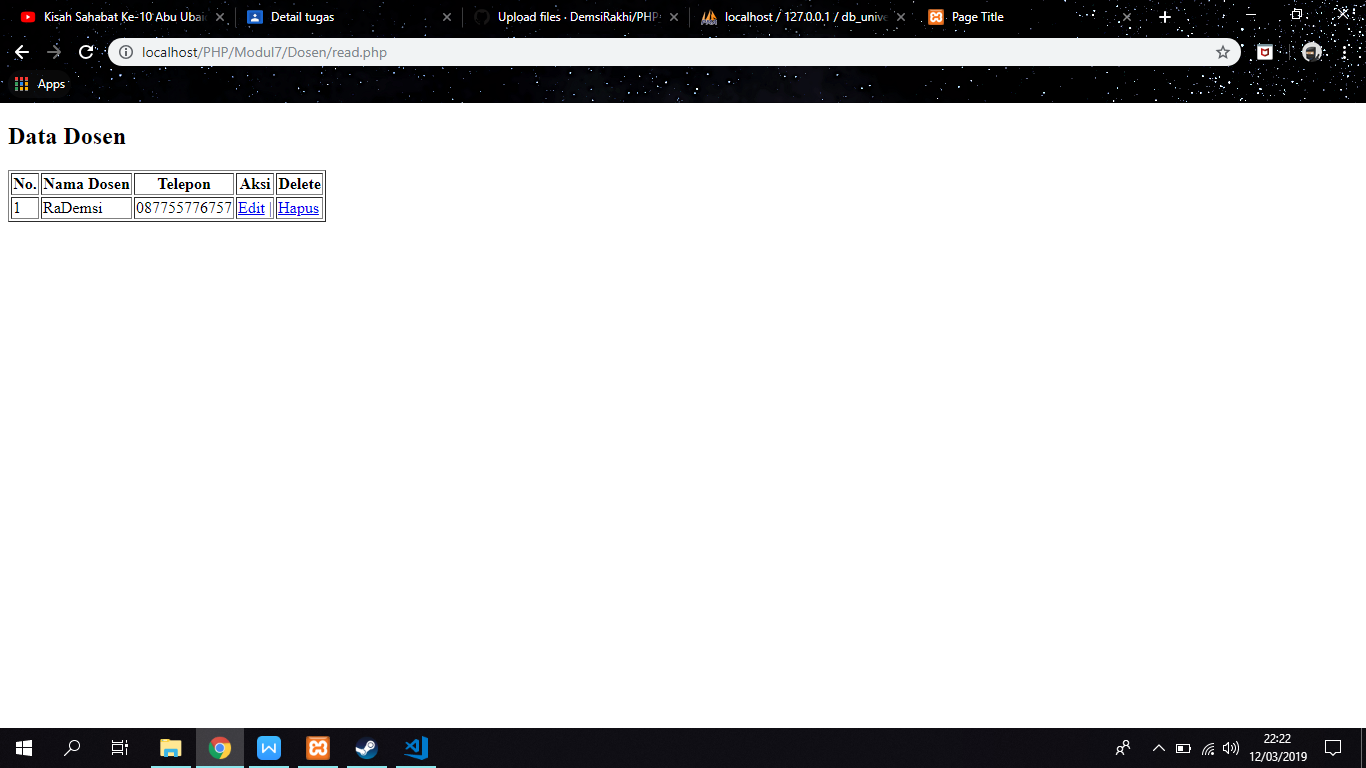 Kisah Sahabat Ke-10 Abu Ubai
Detail tugas
Upload files · DemsiRakhi/PHP
localhost / 127.0.0.1 / db_unive
Page Title
localhost/PHP/Modul7/Dosen/read.php
Apps
Data Dosen
No. Nama Dosen Telepon Aksi Delete
1 RaDemsi 087755776757 Edit | Hapus
22:22
12/03/2019